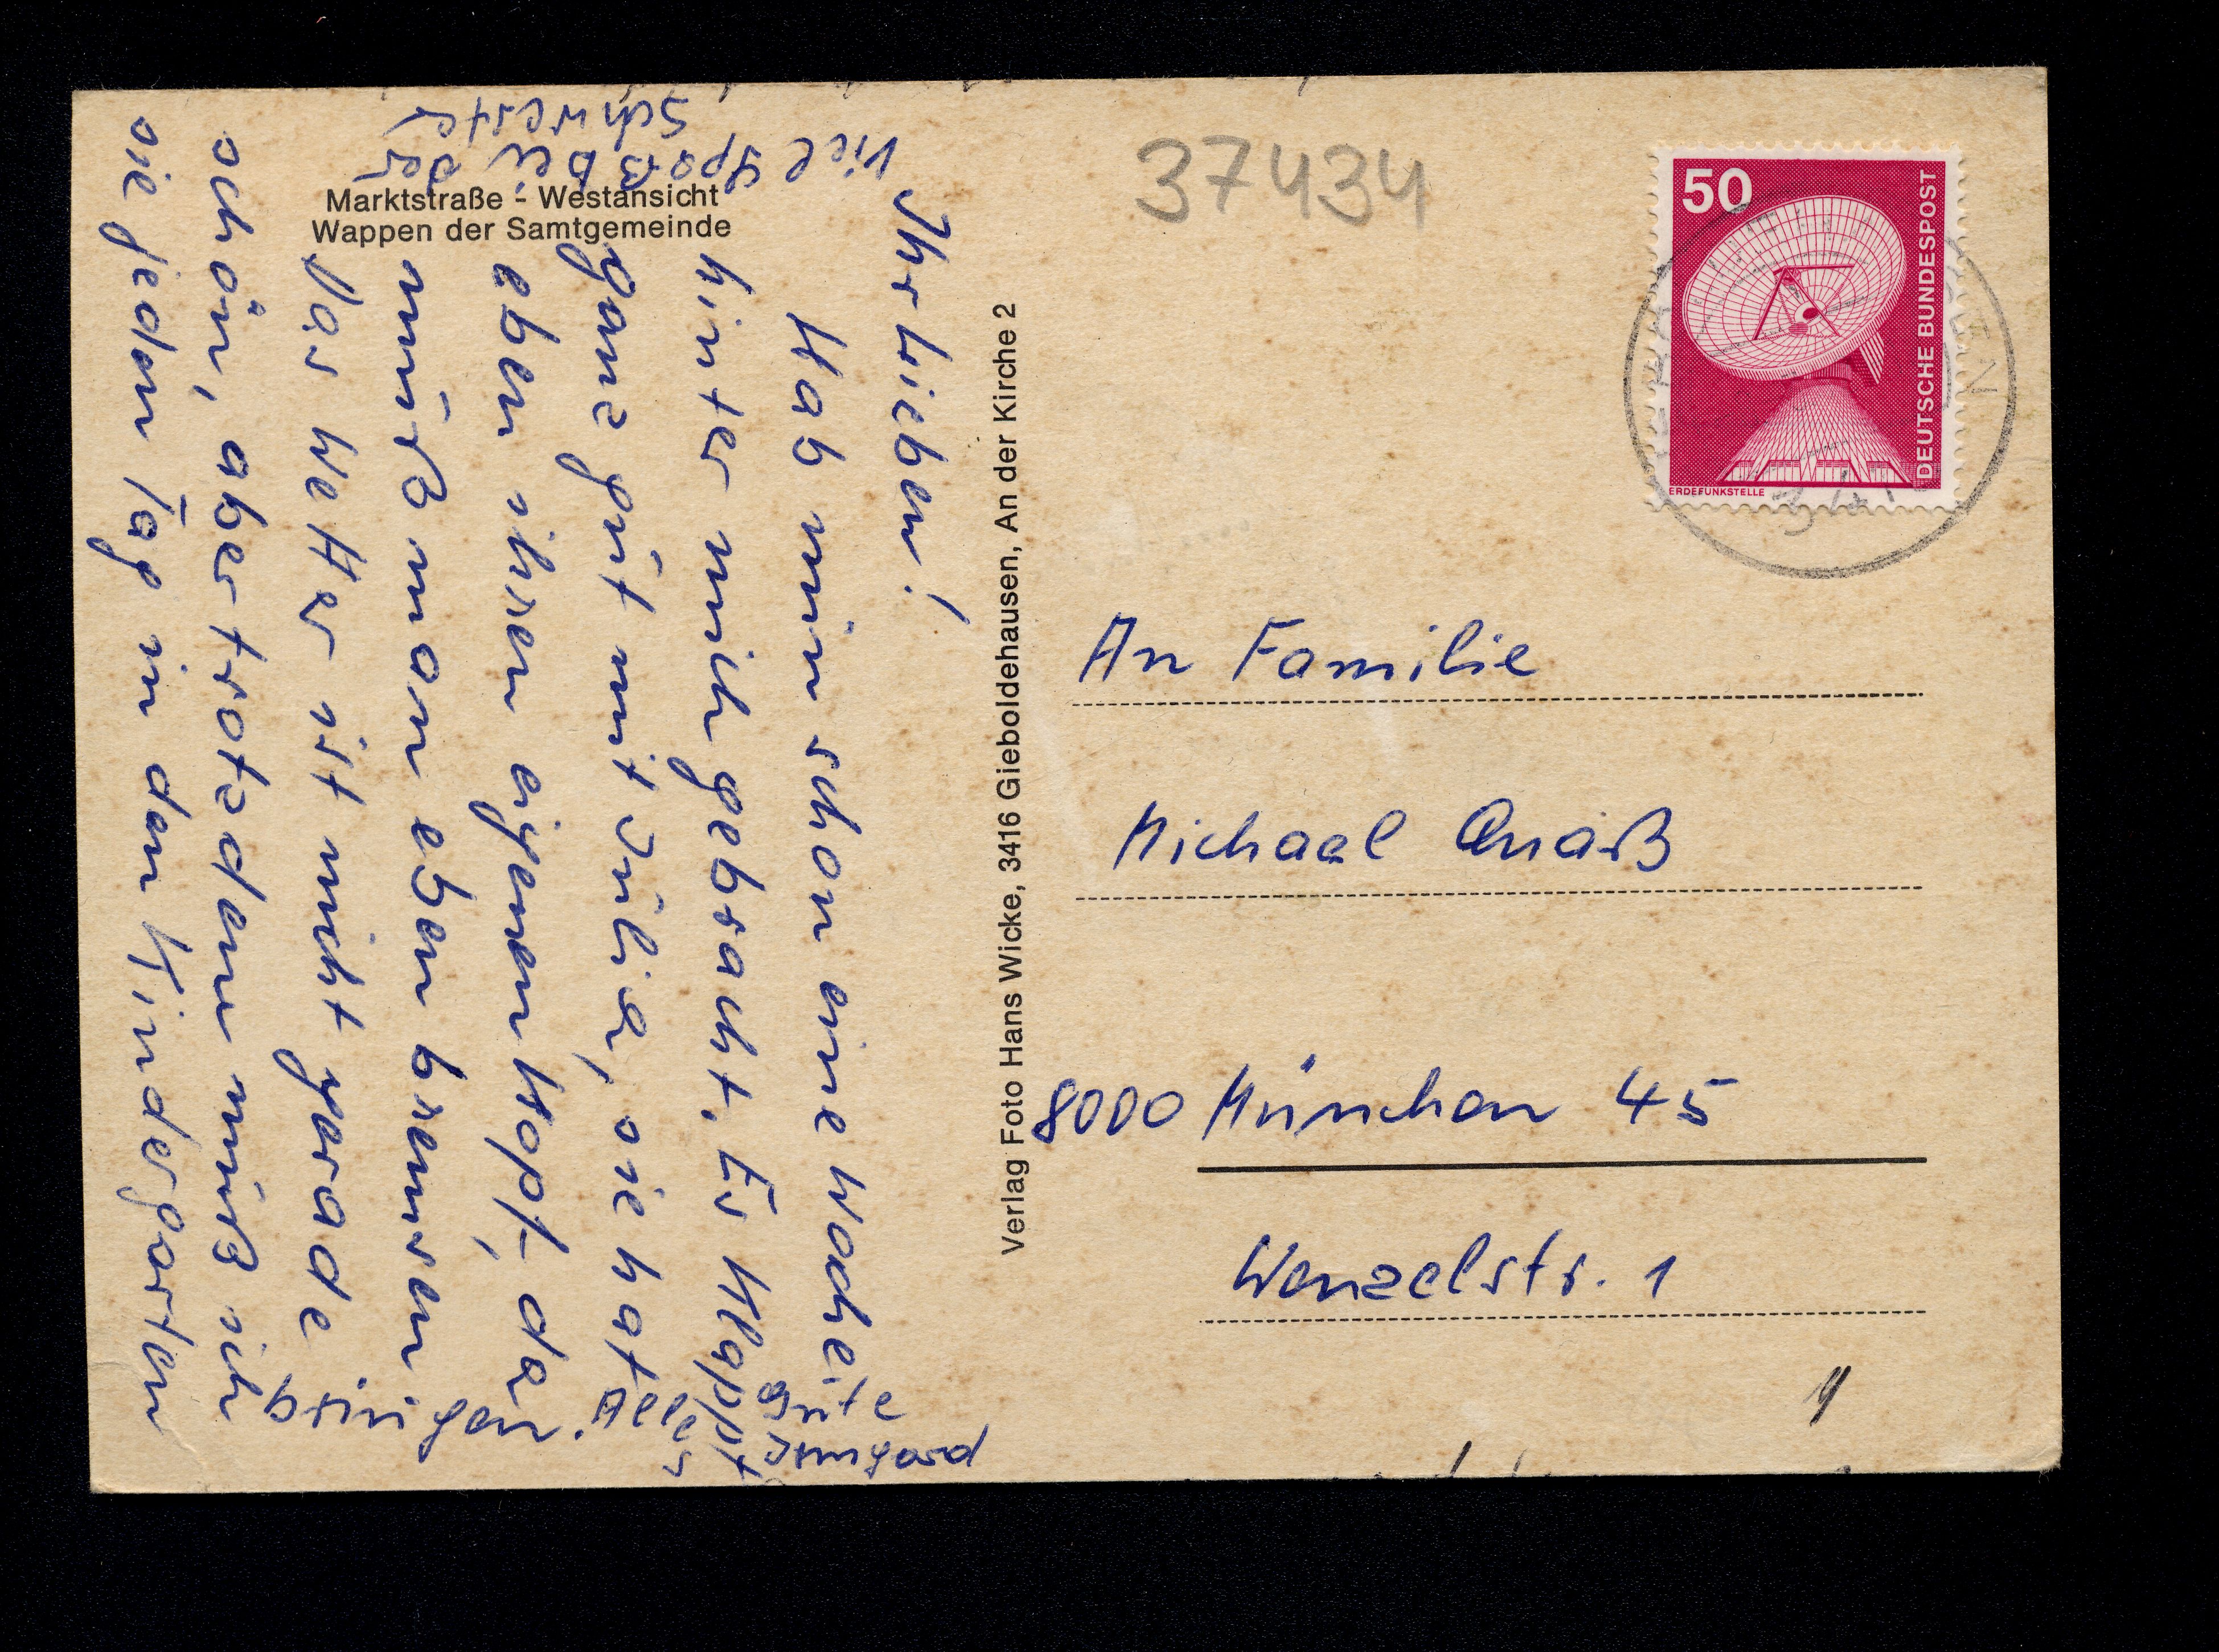 Marktstraße - Westansicht
Wappen der Samtgemeinde
Ihr Lieben!
Hab nun schon eine Woche
hinter mich gebracht. Es klappt
ganz gut mit Julia, sie hat
eben ihren eigenen Kopf, da
muß man eben bremsen.
Das Wetter ist nicht gerade
schön, aber trotzdem muß ich
sie jeden Tag in den Kindergarten
bringen.
Viel
Spaß bei der
Alles
Gute
Irmgard
Verlag Foto Hans Wicke, 3416 Gieboldehausen, An der Kirche 2
37434
50
DEUTSCHE BUNDESPOST
ERDEFUNKSTELLE
An Familie
Michael Quaiß
8000 München 45
Wenzelstr. 1